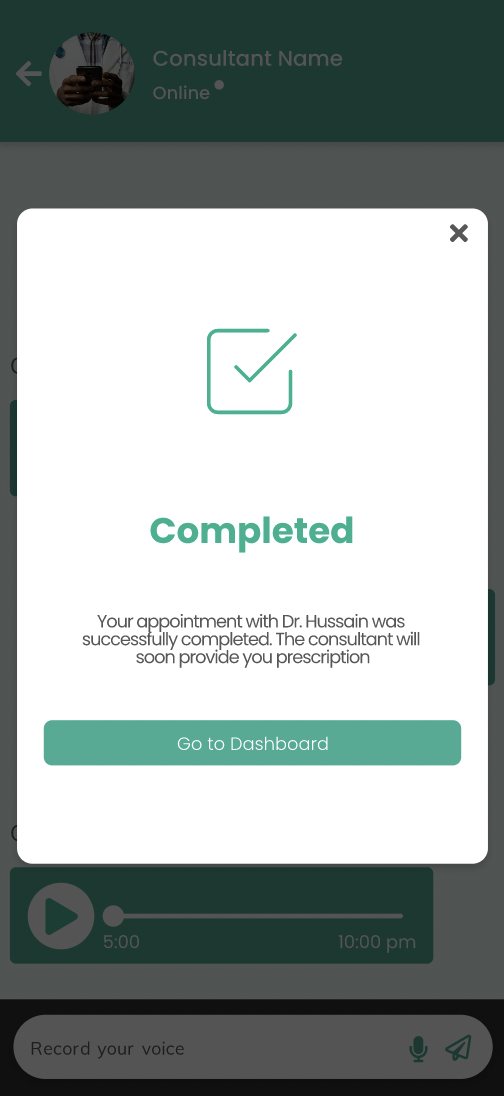 Consultant Name
Online
Completed
Your appointment with Dr. Hussain was
successfully completed. The consultant will
soon provide you prescription
Go to Dashboard
5:00
10:00 pm
Record your voice